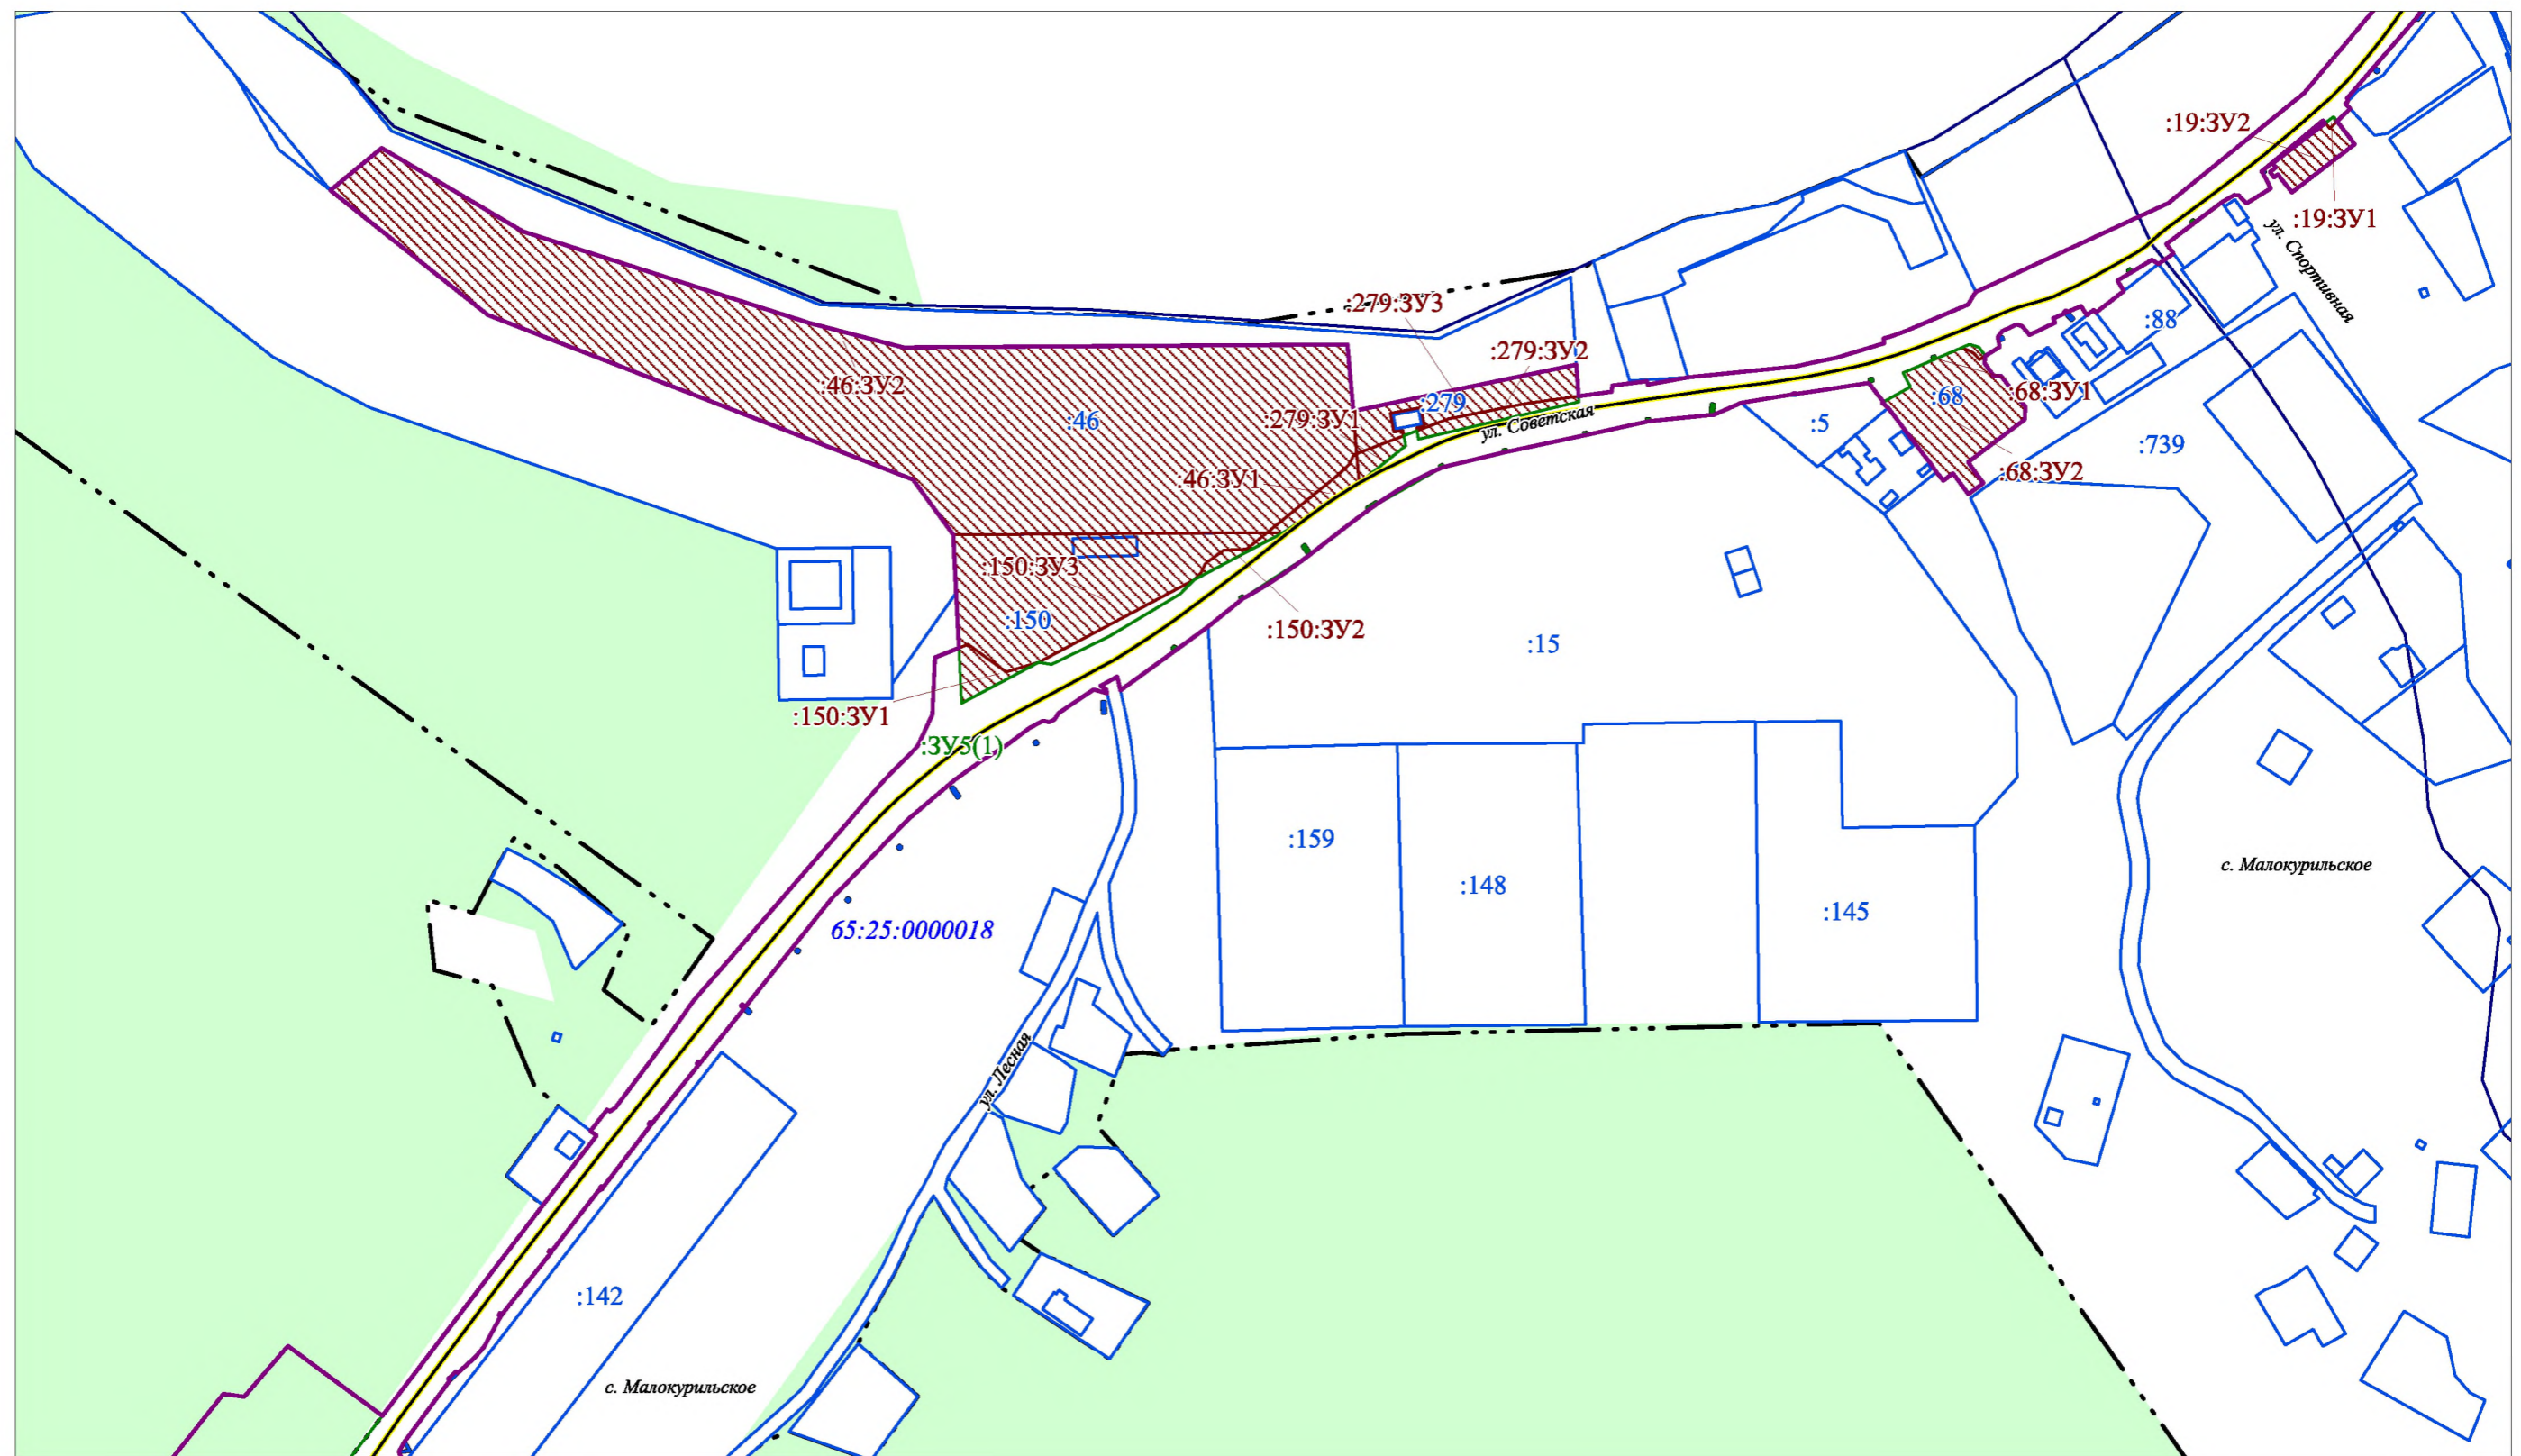 :19:ЗУ2
:19:ЗУ1
ул. Спортивная
:279:ЗУ3
:88
:279:ЗУ2
:46:ЗУ2
:68:ЗУ1
:68
:279
:46
:279:ЗУ1
ул. Советская
:5
:739
:68:ЗУ2
:46:ЗУ1
:150:ЗУ3
:150
:150:ЗУ2
:15
:150:ЗУ1
:ЗУ5(1)
:159
с. Малокурильское
:148
:145
65:25:0000018
ул. Лесная
:142
с. Малокурильское